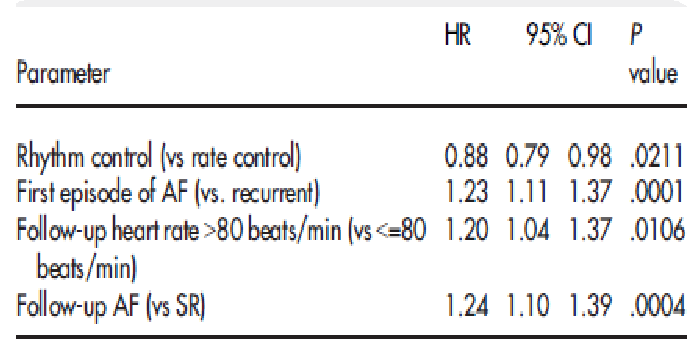 HR 95% CI P
Parameter value
Rhythm control (vs rate control) 0.88 0.79 0.98 .0211
First episode of AF (vs. recurrent) 1.23 1.11 1.37 .0001
Follow-up heart rate >80 beats/min (vs <=80 1.20 1.04 1.37 .0106
beats/min)
Follow-up AF (vs SR) 1.24 1.10 1.39 .0004